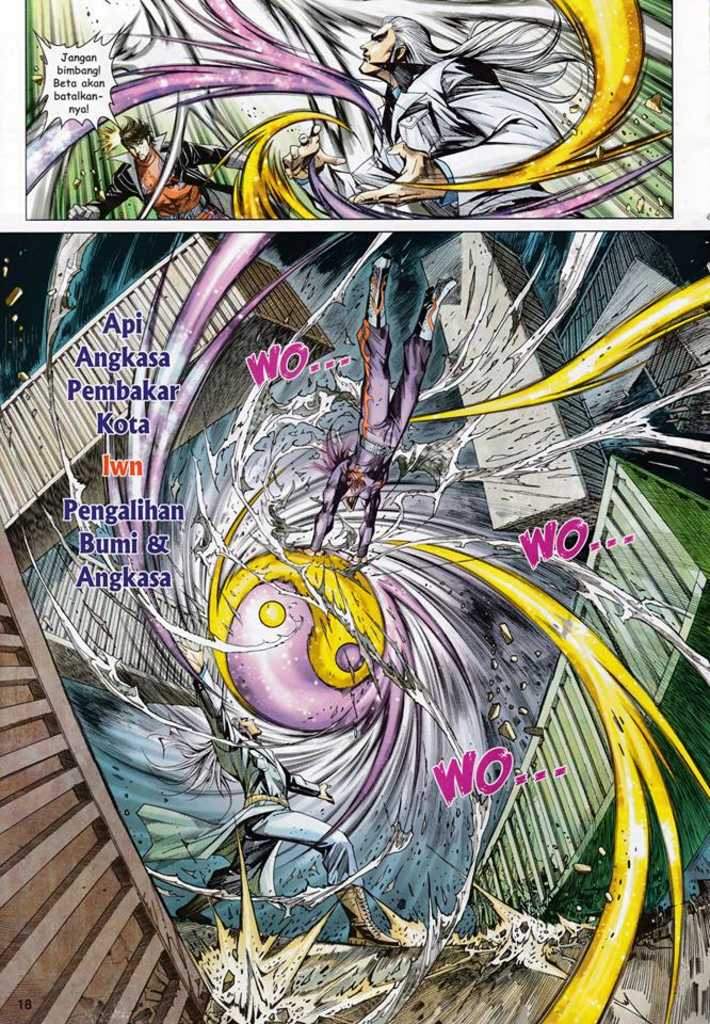 Jangan
bimbang!
Beta akan
batalkan-
nya!
Api
Angkasa
Pembakar
Kota
lwn
Pengalihan
Bumi &
Angkasa
WO...
WO...
WO...
18